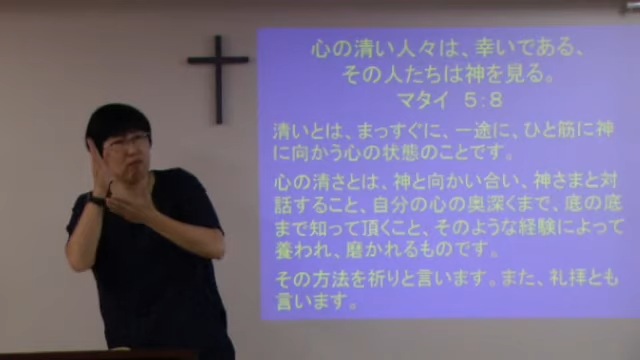 心の清い人々は、幸いである、
その人たちは神を見る。
マタイ　５：８
清いとは、まっすぐに、一途に、ひと筋に神
に向かう心の状態のことです。
心の清さとは、神と向かい合い、神さまと対
話すること、自分の心の奥深くまで、底の底
まで知って頂くこと、そのような経験によって
養われ、磨かれるものです。
その方法を祈りと言います。また、礼拝とも
言います。